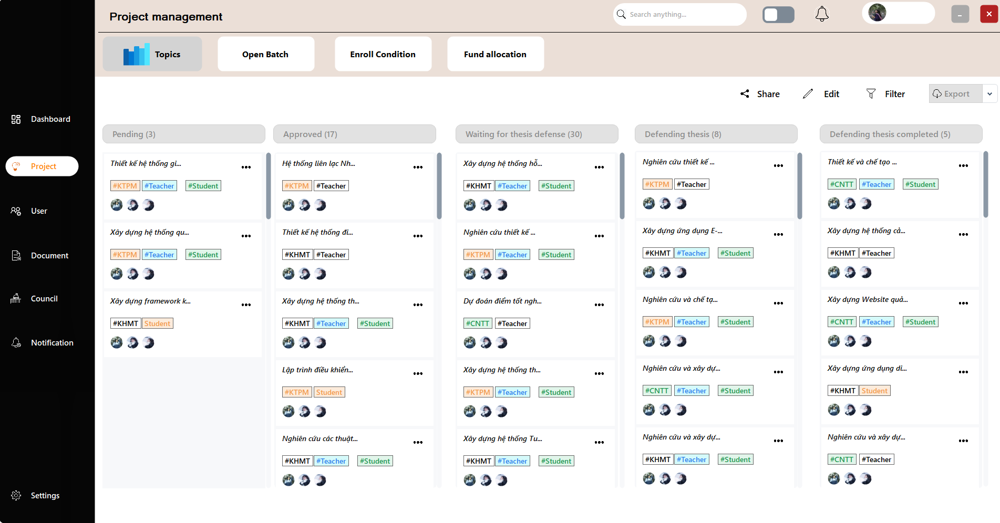 Project management
Search anything...
Topics
Open Batch
Enroll Condition
Fund allocation
Share
Edit
Filter
Export
Dashboard
Project
User
Document
Council
Notification
Settings
Pending (3)
Thiết kế hệ thống gi...
#KTPM #Teacher #Student
Xây dựng hệ thống qu...
#KTPM #Teacher #Student
Xây dựng framework k...
#KHMT Student
Approved (17)
Hệ thống liên lạc Nh...
#KTPM #Teacher
Thiết kế hệ thống đi...
#KHMT #Teacher
Xây dựng hệ thống th...
#KHMT #Teacher #Student
Lập trình điều khiển...
#KTPM Student
Nghiên cứu các thuật...
#KHMT #Teacher #Student
Waiting for thesis defense (30)
Xây dựng hệ thống hỗ...
#KHMT #Teacher #Student
Nghiên cứu thiết kế ...
#KTPM #Teacher #Student
Dự đoán điểm tốt ngh...
#CNTT #Teacher
Xây dựng hệ thống th...
#KTPM #Teacher #Student
Xây dựng hệ thống Tu...
#KHMT #Teacher #Student
Defending thesis (8)
Nghiên cứu thiết kế ...
#KTPM #Teacher
Xây dựng ứng dụng E-...
#KHMT #Teacher #Student
Nghiên cứu và chế tạ...
#KTPM #Teacher #Student
Nghiên cứu và xây dự...
#CNTT #Teacher #Student
Nghiên cứu và xây dự...
#KHMT #Teacher #Student
Defending thesis completed (5)
Thiết kế và chế tạo ...
#CNTT #Teacher #Student
Xây dựng hệ thống cả...
#KHMT #Teacher
Xây dựng Website quả...
#CNTT #Teacher #Student
Xây dựng ứng dụng di...
#KHMT Student
Nghiên cứu và xây dự...
#CNTT #Teacher